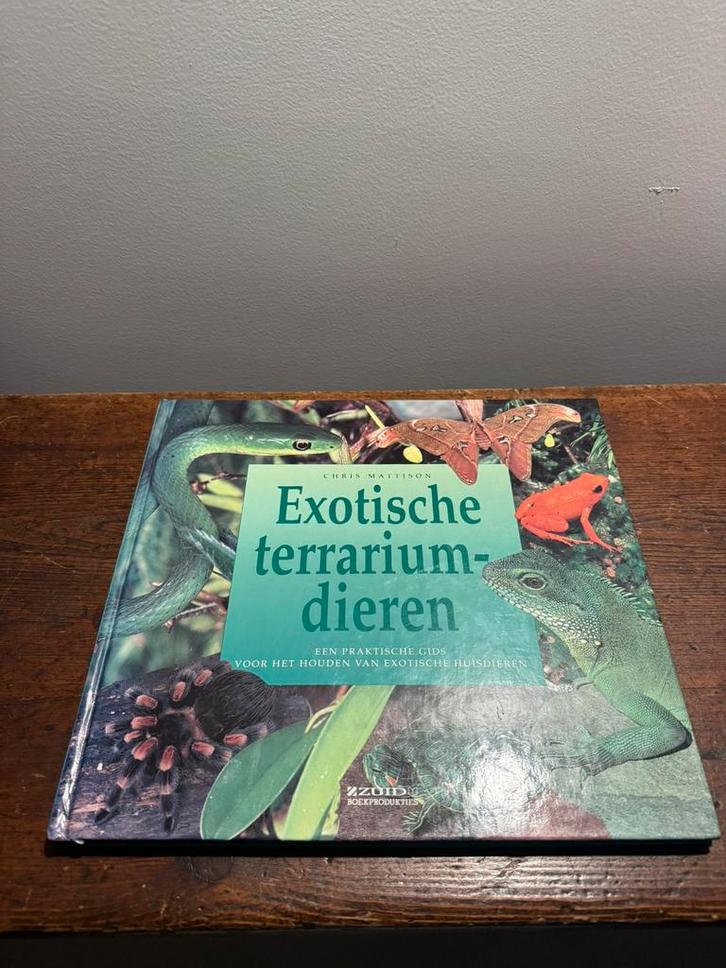 CHRIS MATTISON
Exotische
terrarium-
dieren
EEN PRAKTISCHE GIDS
VOOR HET HOUDEN VAN EXOTISCHE HUISDIEREN
ZUID
BOEKPRODUKTIES